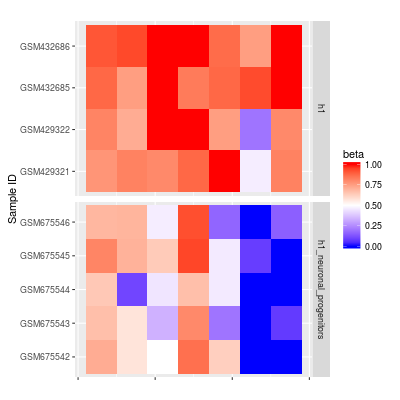 GSM432686
GSM432685
GSM429322
GSM429321
h1
GSM675546
GSM675545
GSM675544
GSM675543
GSM675542
h1_neuronal_progenitors
Sample ID
beta
1.00
0.75
0.50
0.25
0.00